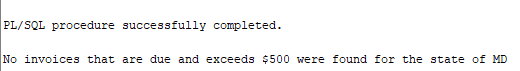 PL/SQL procedure successfully completed.
No invoices that are due and exceeds $500 were found for the state of MD